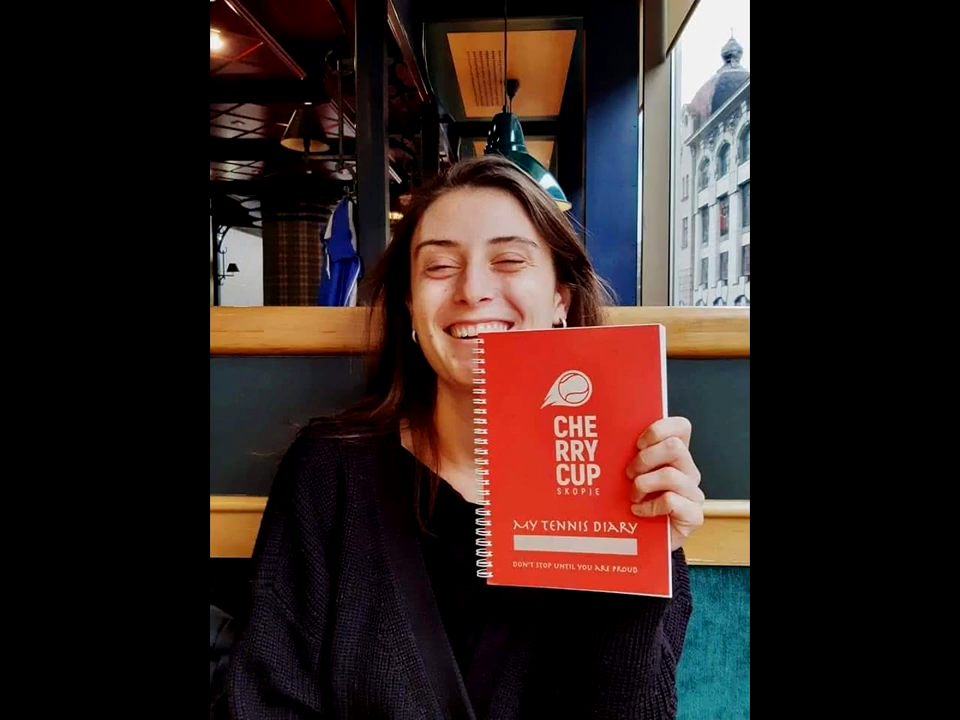 CHE
RRY
CUP
SKOPJE
MY TENNIS DIARY
DON'T STOP UNTIL YOU ARE PROUD